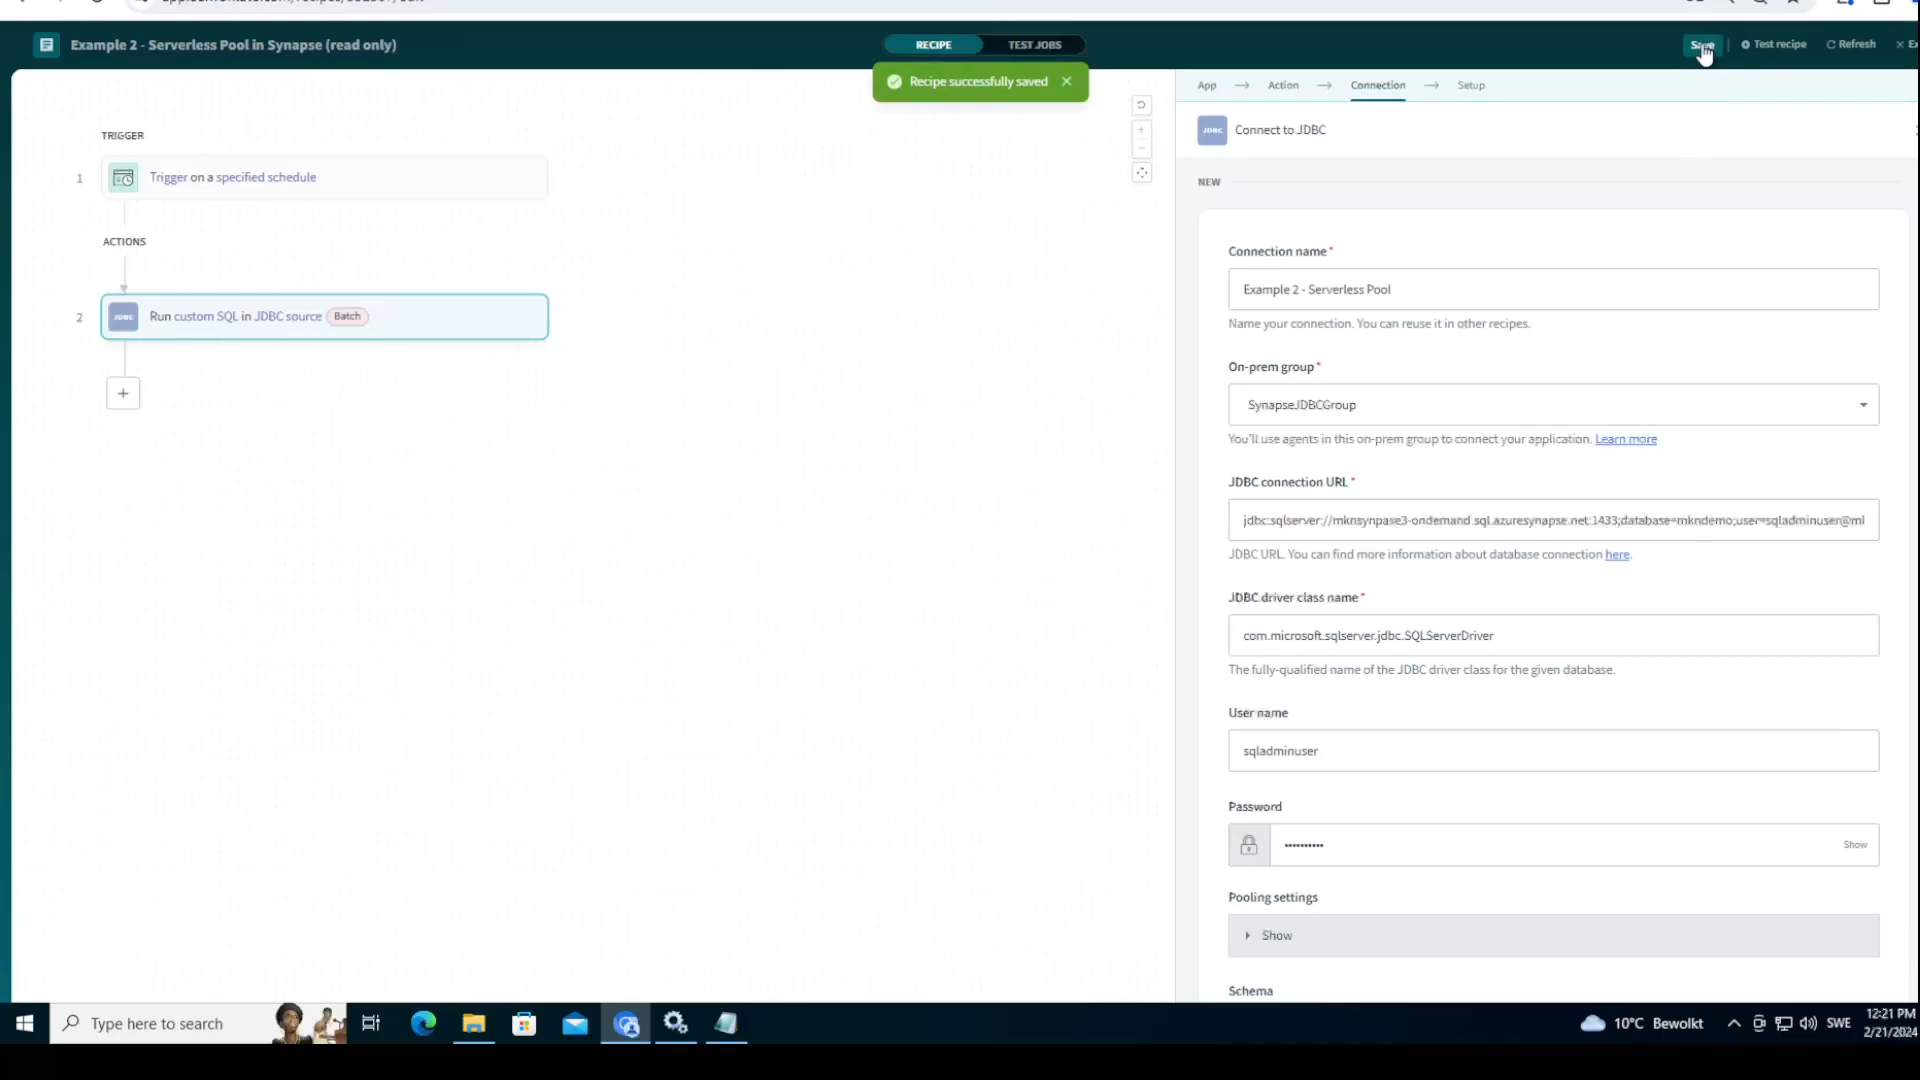 Example 2 - Serverless Pool in Synapse (read only)
RECIPE
TEST JOBS
Save
Test recipe
Refresh
Recipe successfully saved
App
Action
Connection
Setup
TRIGGER
JDBC
Connect to JDBC
1
Trigger on a specified schedule
NEW
ACTIONS
Connection name*
Example 2 - Serverless Pool
2
JDBC
Run custom SQL in JDBC source
Batch
Name your connection. You can reuse it in other recipes.
On-prem group*
SynapseJDBCGroup
You'll use agents in this on-prem group to connect your application. Learn more
JDBC connection URL*
jdbc:sqlserver://mknsynpase3-ondemand.sql.azuresynapse.net:1433;database=mkndemo;user=sqladminuser@ml
JDBC URL. You can find more information about database connection here.
JDBC driver class name*
com.microsoft.sqlserver.jdbc.SQLServerDriver
The fully-qualified name of the JDBC driver class for the given database.
User name
sqladminuser
Password
••••••••••
Show
Pooling settings
Show
Schema
Type here to search
10°C Bewolkt
SWE
12:21 PM
2/21/2024